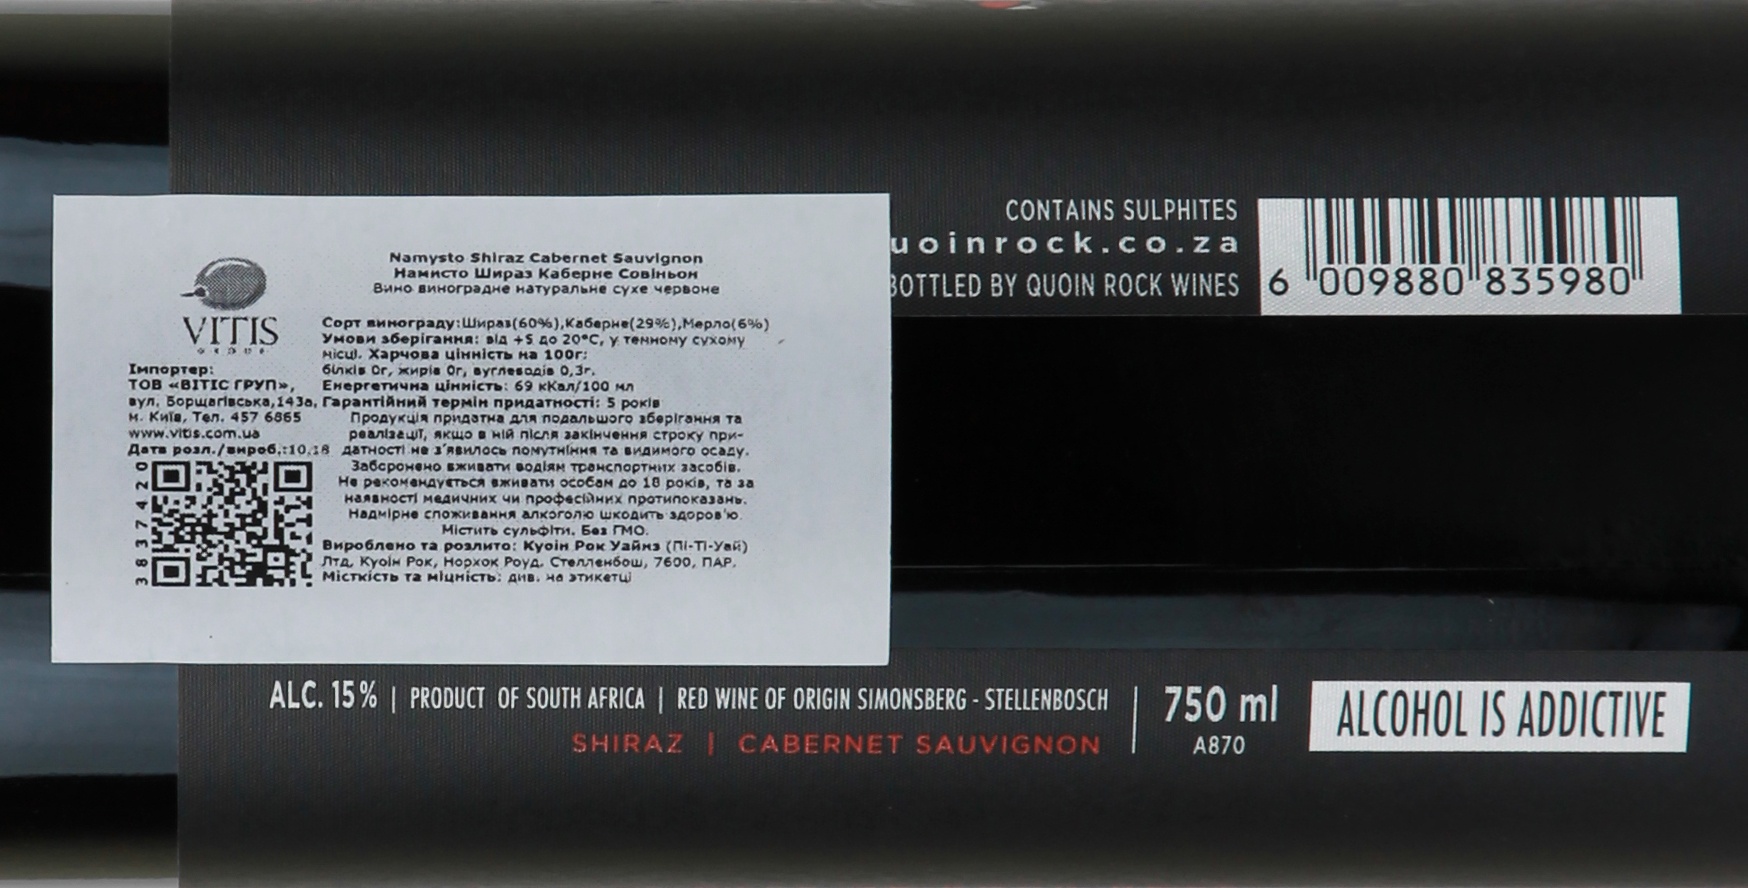 CONTAINS SULPHITES
uoinrock.co.za
BOTTLED BY QUOIN ROCK WINES
6 009880 835980
Namysto Shiraz Cabernet Sauvignon
Намисто Шираз Каберне Совіньон
Вино виноградне натуральне сухе червоне
VITIS
GROUP
Імпортер:
ТОВ «ВІТІС ГРУП»,
вул. Борщагівська,143а,
м. Київ, Тел. 457 6865
www.vitis.com.ua
Дата розл./вироб.:10.18
3837420
Сорт винограду:Шираз(60%),Каберне(29%),Мерло(6%)
Умови зберігання: від +5 до 20°С, у темному сухому
місці. Харчова цінність на 100г:
білків 0г, жирів 0г, вуглеводів 0,3г.
Енергетична цінність: 69 кКал/100 мл
Гарантійний термін придатності: 5 років
Продукція придатна для подальшого зберігання та
реалізації, якщо в ній після закінчення строку при-
датності не з'явилось помутніння та видимого осаду.
Заборонено вживати водіям транспортних засобів.
Не рекомендується вживати особам до 18 років, та за
наявності медичних чи професійних протипоказань.
Надмірне споживання алкоголю шкодить здоров'ю.
Містить сульфіти. Без ГМО.
Вироблено та розлито: Куоін Рок Уайнз (Пі-Ті-Уай)
Лтд, Куоін Рок, Норхок Роуд, Стелленбош, 7600, ПАР.
Місткість та міцність: див. на этикетці
ALC. 15% | PRODUCT OF SOUTH AFRICA | RED WINE OF ORIGIN SIMONSBERG - STELLENBOSCH
SHIRAZ | CABERNET SAUVIGNON
750 ml
A870
ALCOHOL IS ADDICTIVE